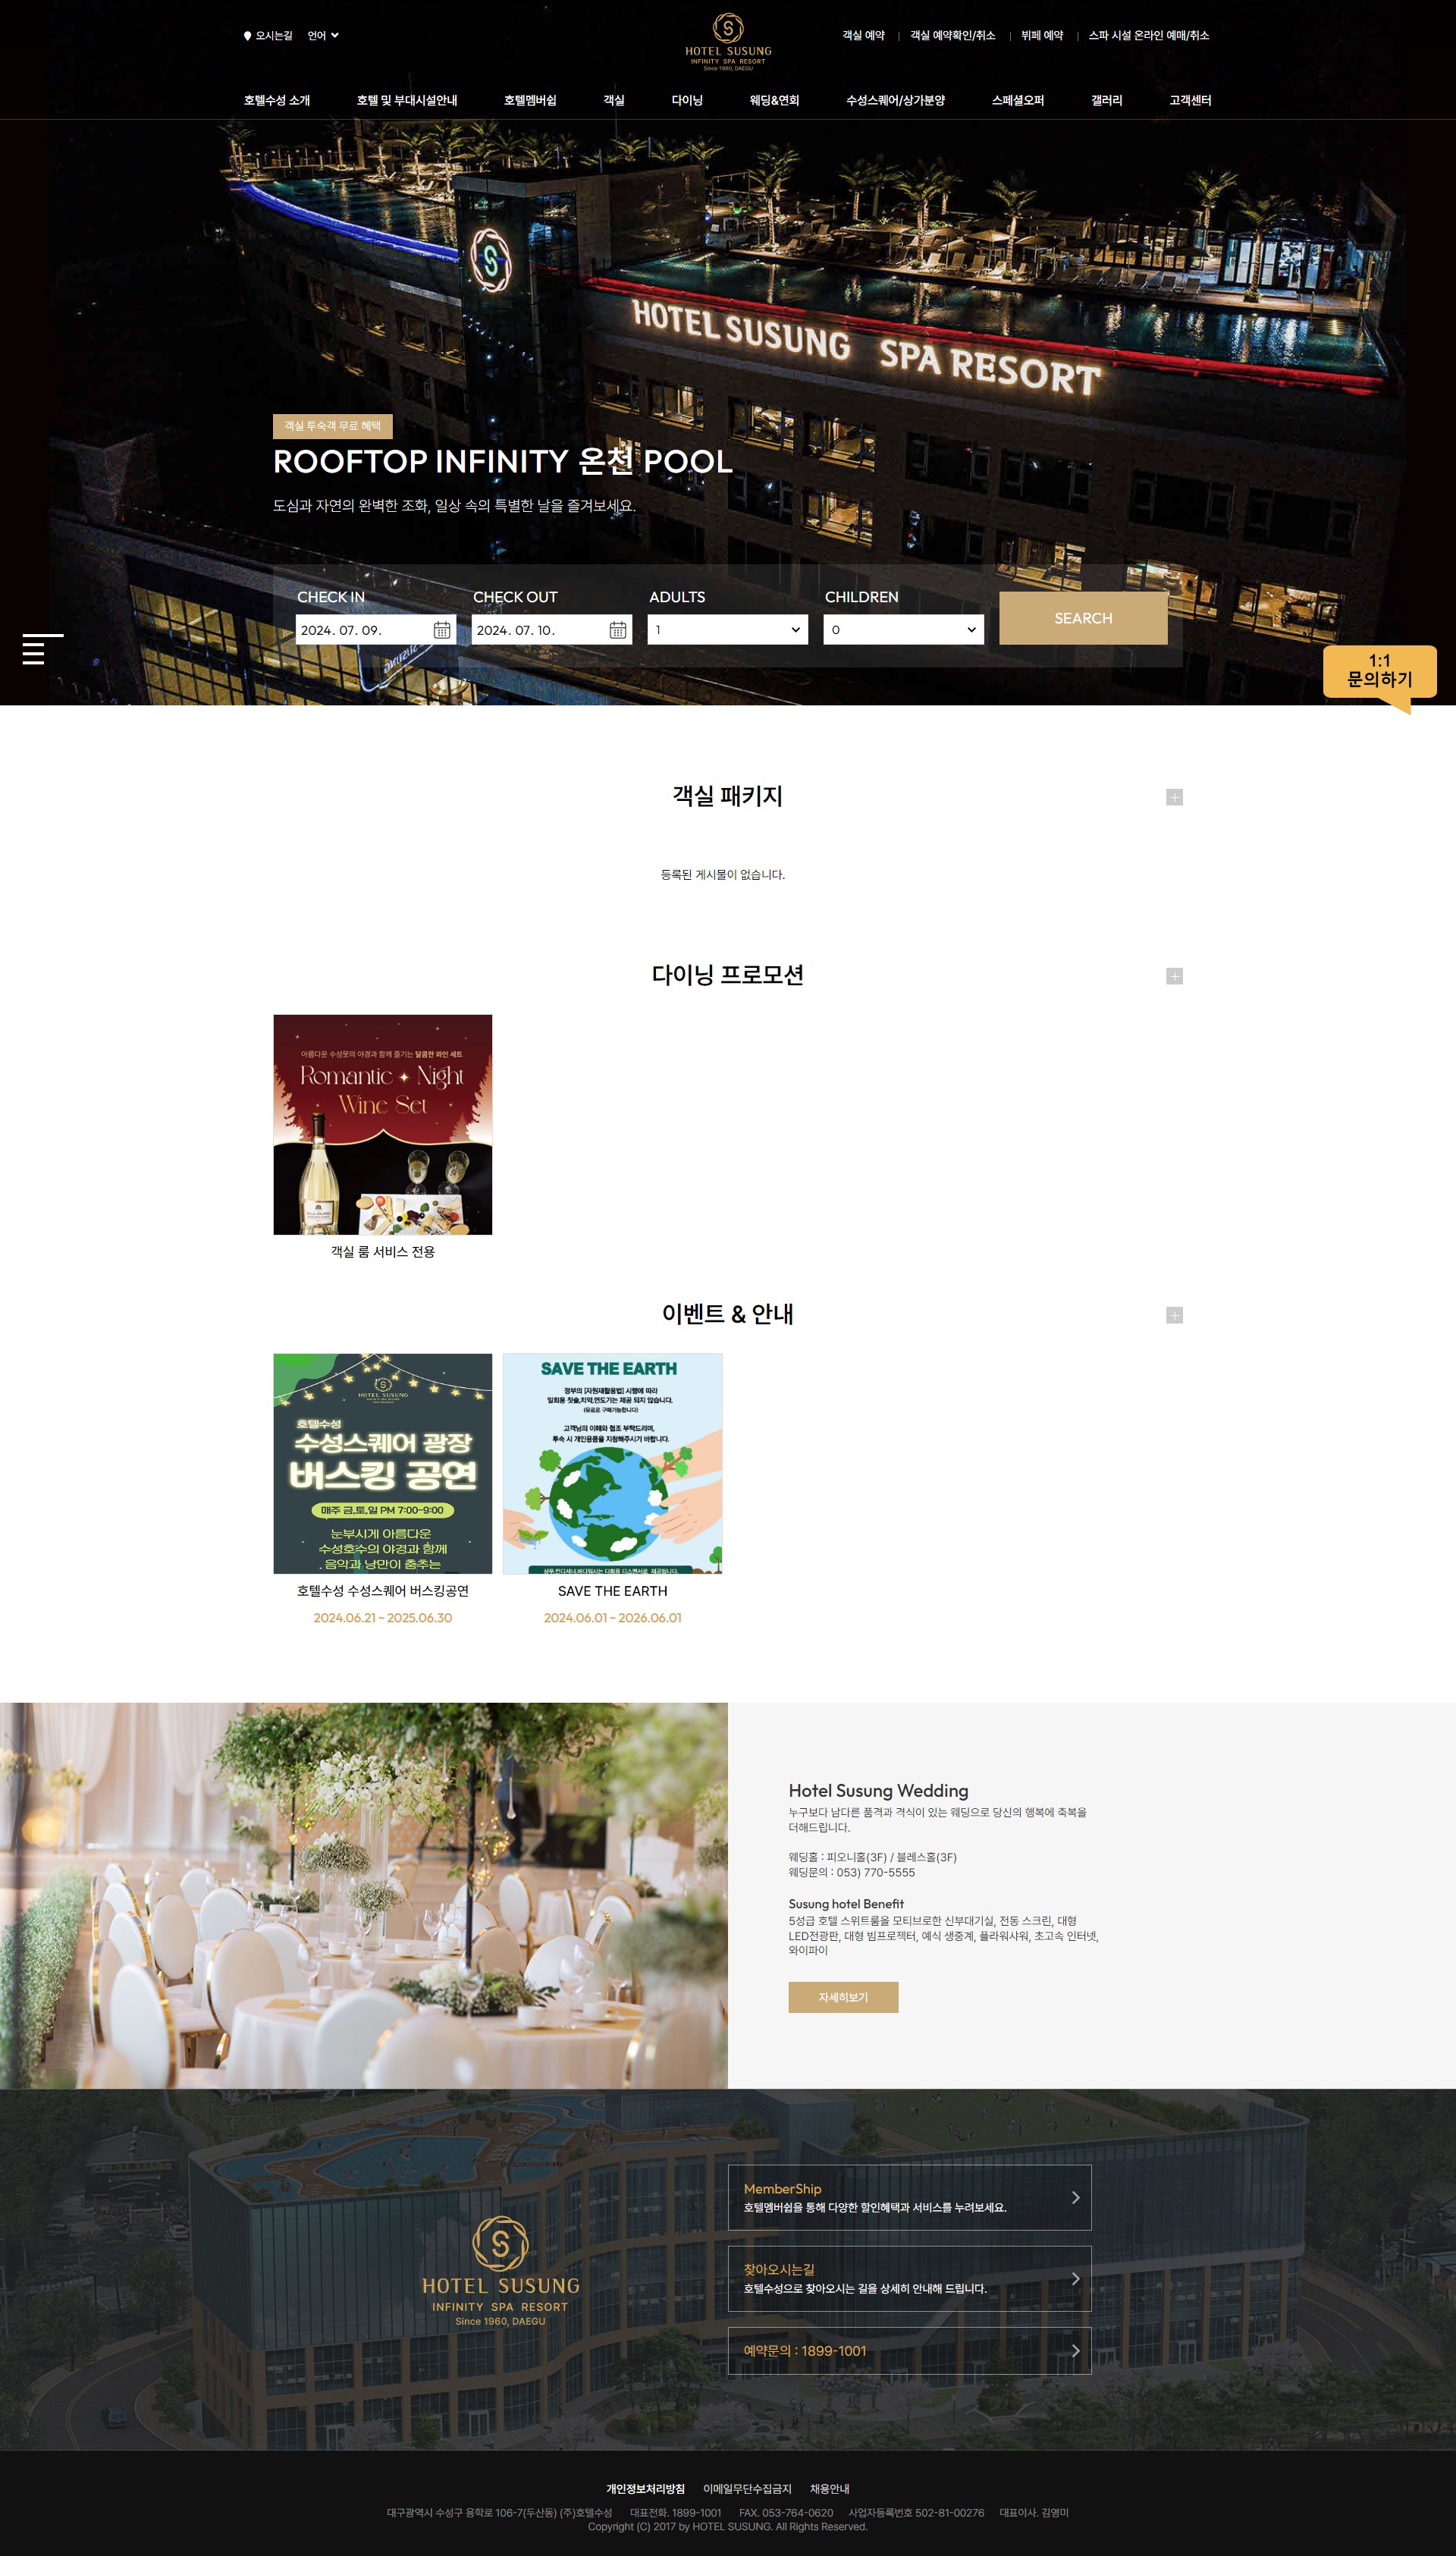 오시는길 언어
HOTEL SUSUNG
INFINITY SPA RESORT
Since 1960, DAEGU
객실 예약 | 객실 예약확인/취소 | 뷔페 예약 | 스파 시설 온라인 예매/취소
호텔수성 소개 호텔 및 부대시설안내 호텔멤버쉽 객실 다이닝 웨딩&연회 수성스퀘어/상가분양 스페셜오퍼 갤러리 고객센터
HOTEL SUSUNG SPA RESORT
객실 투숙객 무료 혜택
ROOFTOP INFINITY 온천 POOL
도심과 자연의 완벽한 조화, 일상 속의 특별한 날을 즐겨보세요.
CHECK IN CHECK OUT ADULTS CHILDREN
2024. 07. 09. 2024. 07. 10. 1 0 SEARCH
1:1
문의하기
객실 패키지
등록된 게시물이 없습니다.
다이닝 프로모션
아름다운 수성못의 야경과 함께 즐기는 달콤한 와인 세트
Romantic Night
Wine Set
객실 룸 서비스 전용
이벤트 & 안내
HOTEL SUSUNG
호텔수성
수성스퀘어 광장
버스킹 공연
매주 금,토,일 PM 7:00-9:00
눈부시게 아름다운
수성호수의 야경과 함께
음악과 낭만이 춤추는
호텔수성 수성스퀘어 버스킹공연
2024.06.21 ~ 2025.06.30
SAVE THE EARTH
정부의 [자원재활용법] 시행에 따라
일회용 칫솔,치약,면도기는 제공 되지 않습니다.
(유료로 구매가능합니다)
고객님의 이해와 협조 부탁드리며,
투숙 시 개인용품을 지참해주시기 바랍니다.
SAVE THE EARTH
2024.06.01 ~ 2026.06.01
Hotel Susung Wedding
누구보다 남다른 품격과 격식이 있는 웨딩으로 당신의 행복에 축복을
더해드립니다.
웨딩홀 : 피오니홀(3F) / 블레스홀(3F)
웨딩문의 : 053) 770-5555
Susung hotel Benefit
5성급 호텔 스위트룸을 모티브로한 신부대기실, 전동 스크린, 대형
LED전광판, 대형 빔프로젝터, 예식 생중계, 플라워샤워, 초고속 인터넷,
와이파이
자세히보기
HOTEL SUSUNG
INFINITY SPA RESORT
Since 1960, DAEGU
MemberShip
호텔멤버쉽을 통해 다양한 할인혜택과 서비스를 누려보세요.
찾아오시는길
호텔수성으로 찾아오시는 길을 상세히 안내해 드립니다.
예약문의 : 1899-1001
개인정보처리방침 이메일무단수집금지 채용안내
대구광역시 수성구 용학로 106-7(두산동) (주)호텔수성 대표전화. 1899-1001 FAX. 053-764-0620 사업자등록번호 502-81-00276 대표이사. 김영미
Copyright (C) 2017 by HOTEL SUSUNG. All Rights Reserved.